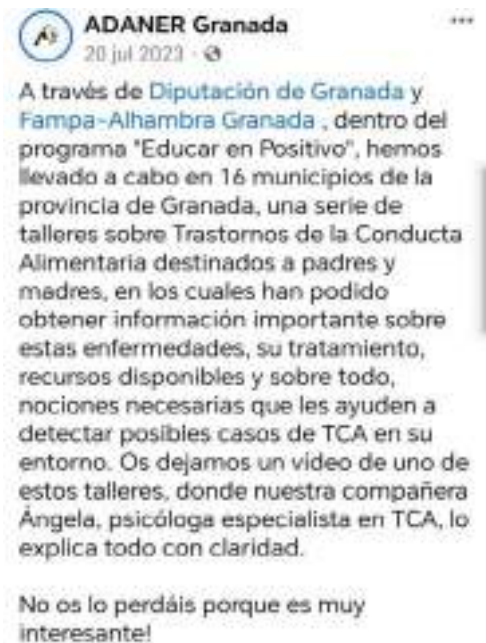 ADANER Granada
20 jul 2023
A través de Diputación de Granada y
Fampa-Alhambra Granada , dentro del
programa "Educar en Positivo", hemos
llevado a cabo en 16 municipios de la
provincia de Granada, una serie de
talleres sobre Trastornos de la Conducta
Alimentaria destinados a padres y
madres, en los cuales han podido
obtener información importante sobre
estas enfermedades, su tratamiento,
recursos disponibles y sobre todo,
nociones necesarias que les ayuden a
detectar posibles casos de TCA en su
entorno. Os dejamos un vídeo de uno de
estos talleres, donde nuestra compañera
Ángela, psicóloga especialista en TCA, lo
explica todo con claridad.
No os lo perdáis porque es muy
interesante!